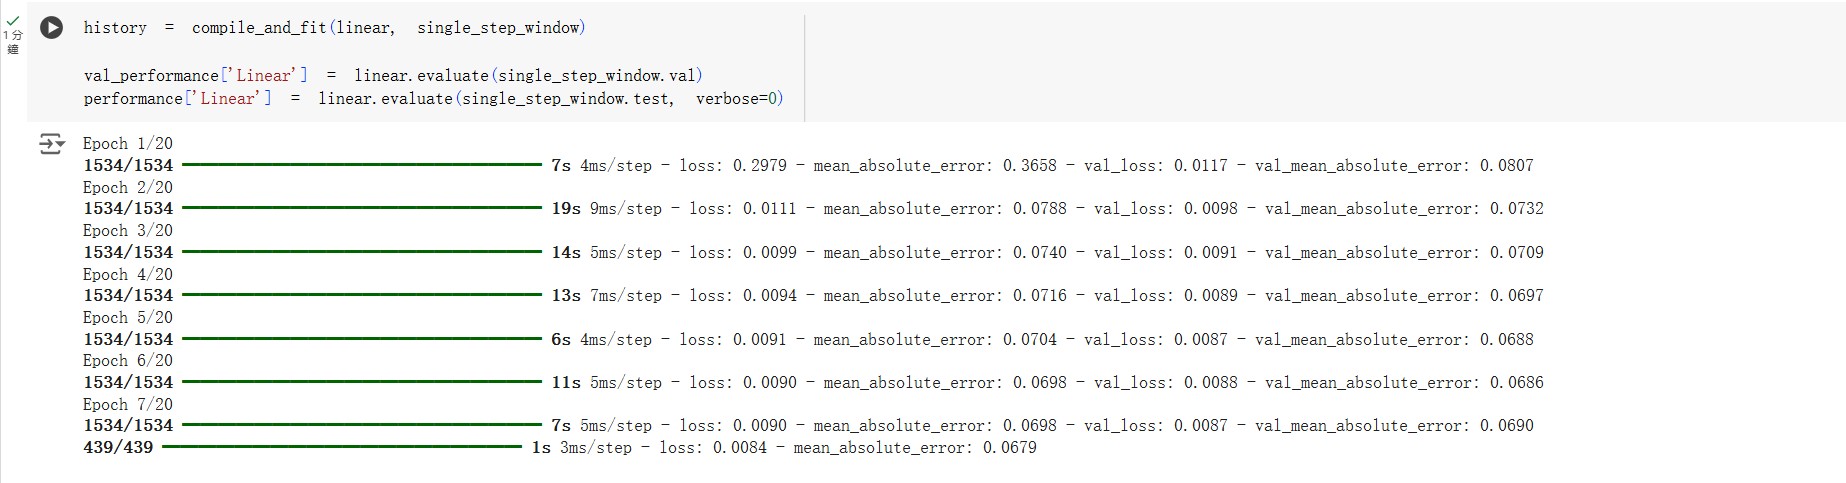 1 分
鐘
history = compile_and_fit(linear, single_step_window)
val_performance['Linear'] = linear.evaluate(single_step_window.val)
performance['Linear'] = linear.evaluate(single_step_window.test, verbose=0)
Epoch 1/20
1534/1534 7s 4ms/step - loss: 0.2979 - mean_absolute_error: 0.3658 - val_loss: 0.0117 - val_mean_absolute_error: 0.0807
Epoch 2/20
1534/1534 19s 9ms/step - loss: 0.0111 - mean_absolute_error: 0.0788 - val_loss: 0.0098 - val_mean_absolute_error: 0.0732
Epoch 3/20
1534/1534 14s 5ms/step - loss: 0.0099 - mean_absolute_error: 0.0740 - val_loss: 0.0091 - val_mean_absolute_error: 0.0709
Epoch 4/20
1534/1534 13s 7ms/step - loss: 0.0094 - mean_absolute_error: 0.0716 - val_loss: 0.0089 - val_mean_absolute_error: 0.0697
Epoch 5/20
1534/1534 6s 4ms/step - loss: 0.0091 - mean_absolute_error: 0.0704 - val_loss: 0.0087 - val_mean_absolute_error: 0.0688
Epoch 6/20
1534/1534 11s 5ms/step - loss: 0.0090 - mean_absolute_error: 0.0698 - val_loss: 0.0088 - val_mean_absolute_error: 0.0686
Epoch 7/20
1534/1534 7s 5ms/step - loss: 0.0090 - mean_absolute_error: 0.0698 - val_loss: 0.0087 - val_mean_absolute_error: 0.0690
439/439 1s 3ms/step - loss: 0.0084 - mean_absolute_error: 0.0679